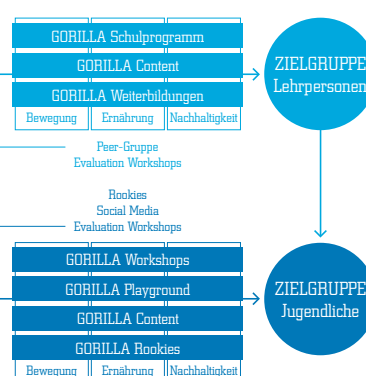 GORILLA Schulprogramm
GORILLA Content
GORILLA Weiterbildungen
Bewegung Ernährung Nachhaltigkeit
ZIELGRUPPE
Lehrpersonen
Peer-Gruppe
Evaluation Workshops
Rookies
Social Media
Evaluation Workshops
GORILLA Workshops
GORILLA Playground
GORILLA Content
GORILLA Rookies
Bewegung Ernährung Nachhaltigkeit
ZIELGRUPPE
Jugendliche